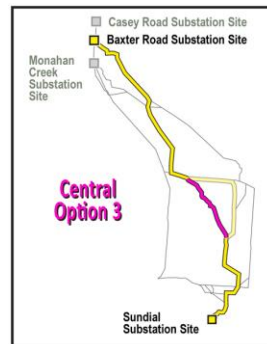 Casey Road Substation Site
Baxter Road Substation Site
Monahan
Creek
Substation
Site
Central
Option 3
Sundial
Substation Site